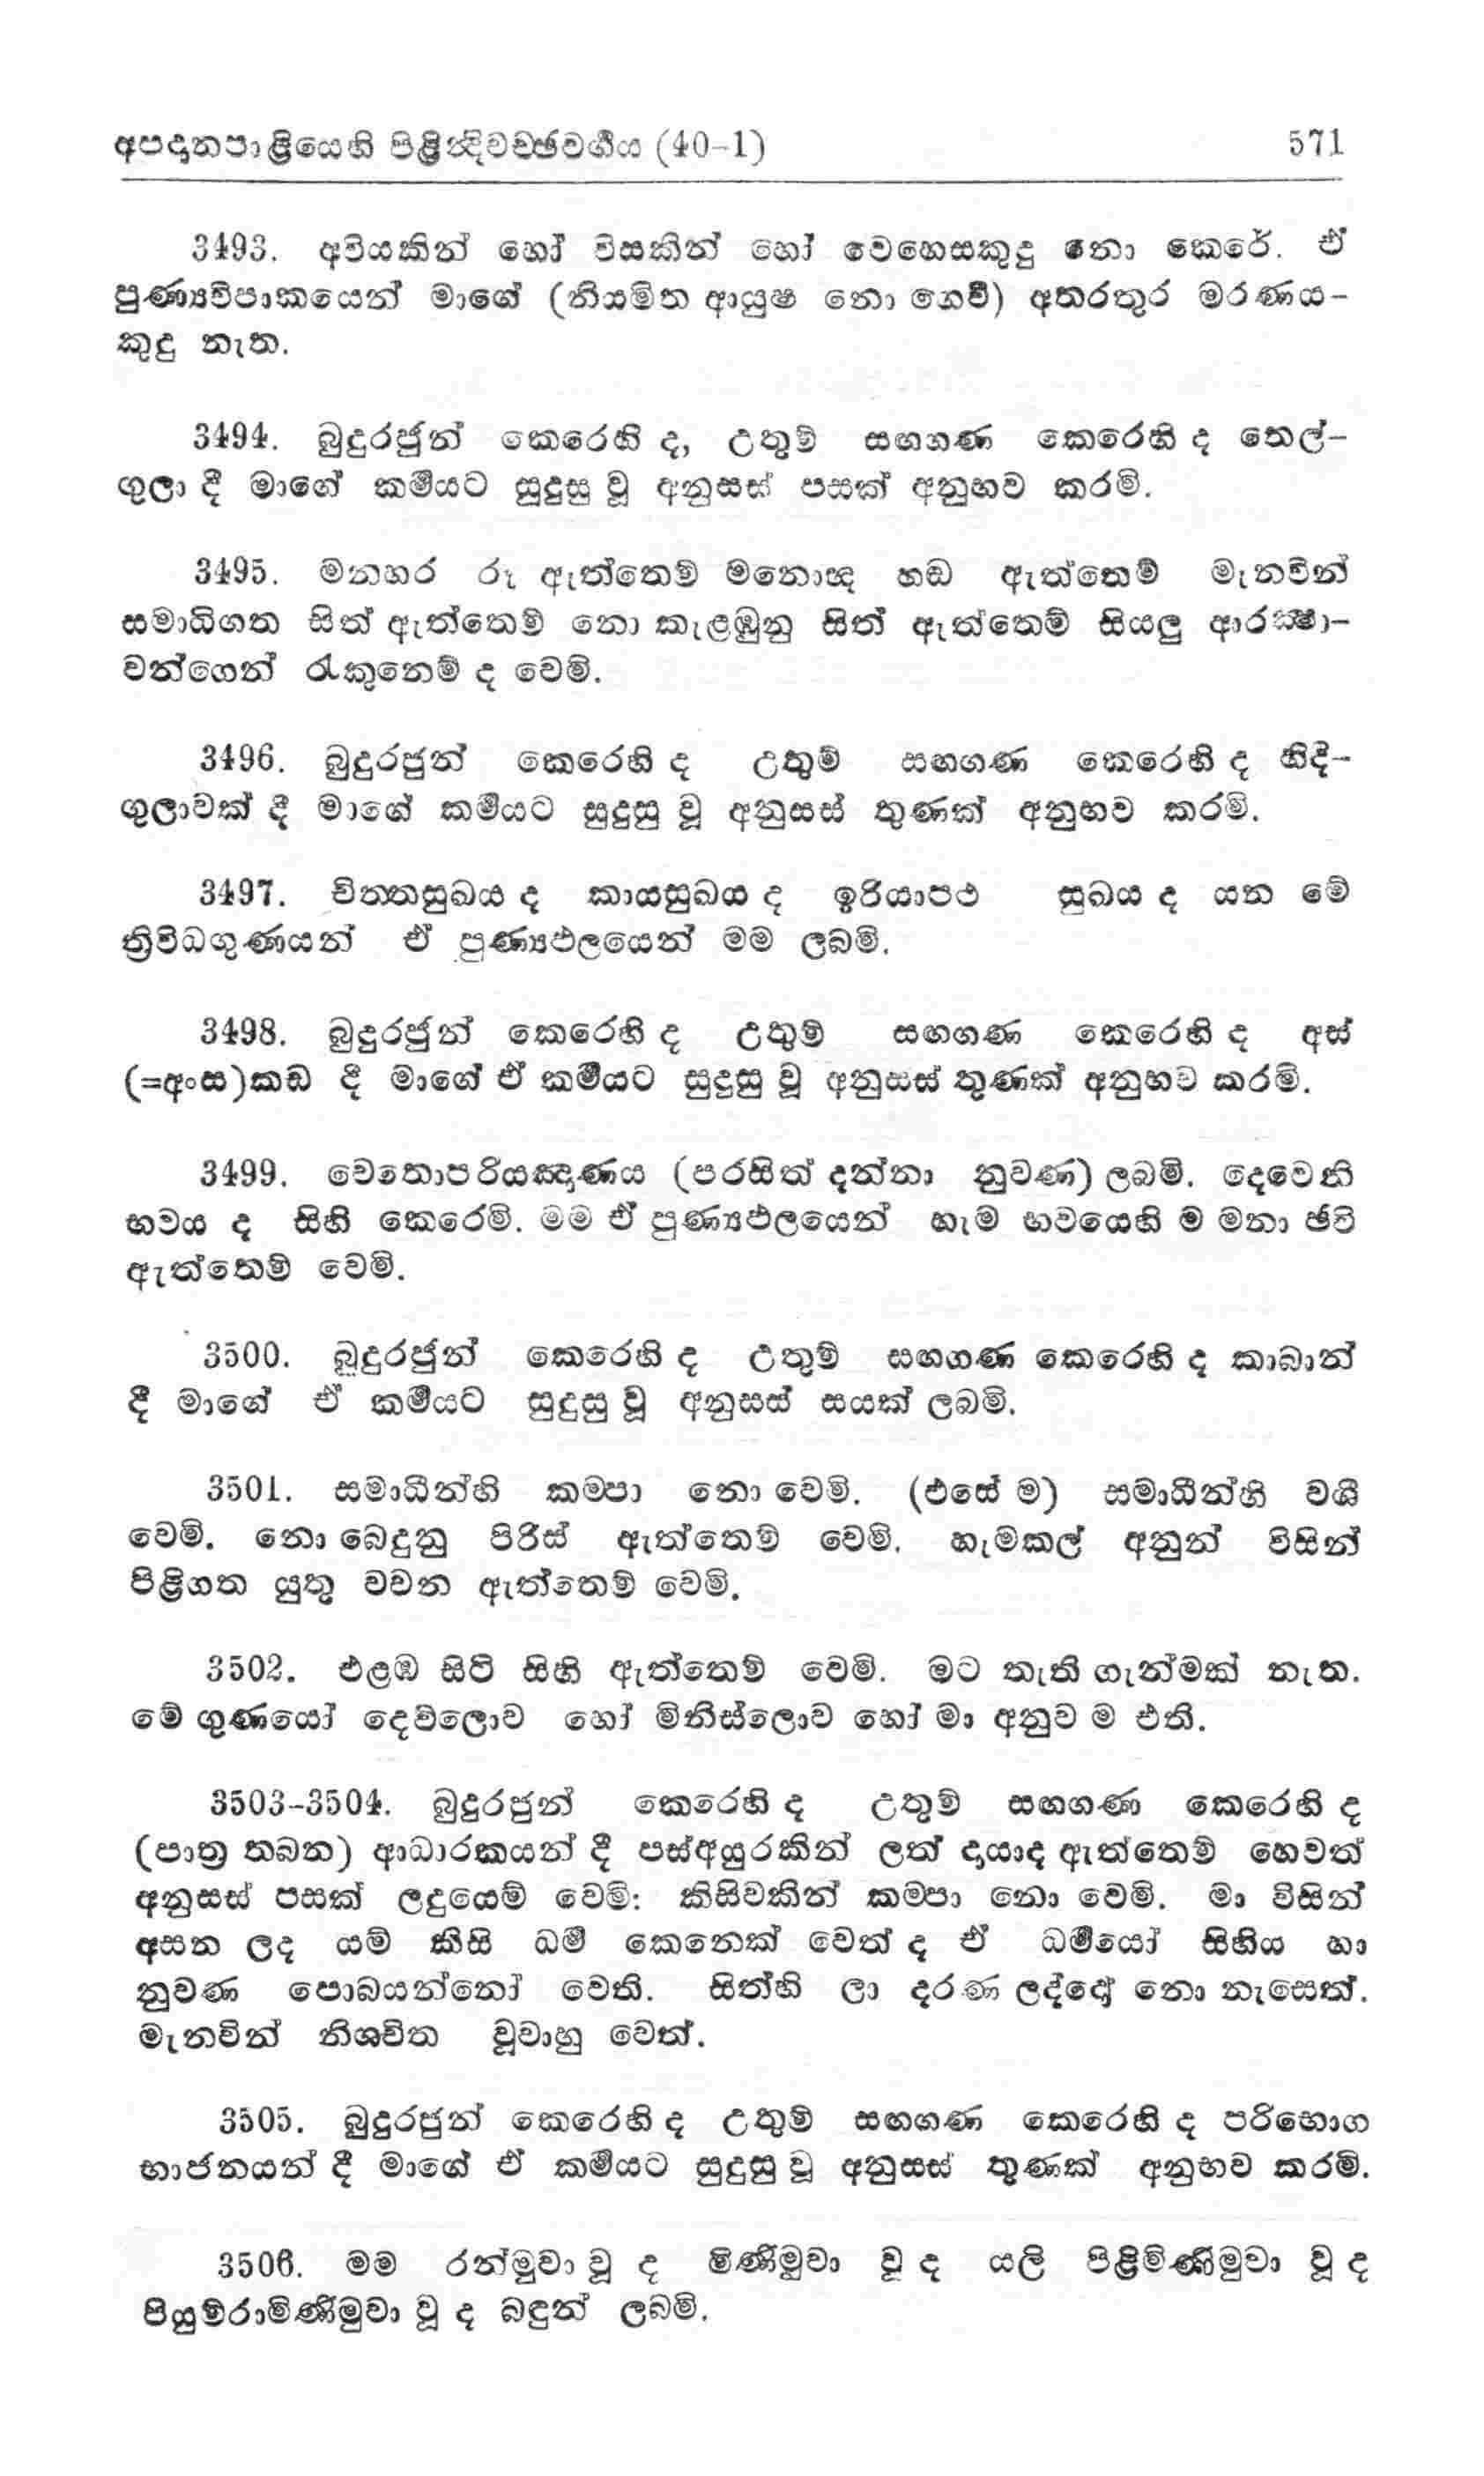 අපදානපාළියෙහි පිළින්‍දිවච්ඡවර්‍ගය (40-1) 571
3493. අවියකින් හෝ විසකින් හෝ වෙහෙසකුදු නො කෙරේ. ඒ
පුණ්‍යවිපාකයෙන් මාගේ (නියමිත ආයුෂ නො ගෙවී) අතරතුර මරණය-
කුදු නැත.
3494. බුදුරජුන් කෙරෙහි ද, උතුම් සඟගණ කෙරෙහි ද තෙල්-
ගුලා දී මාගේ කර්‍මයට සුදුසු වූ අනුසස් පසක් අනුභව කරමි.
3495. මනහර රූ ඇත්තෙම් මනොඥ හඬ ඇත්තෙම් මැනවින්
සමාධිගත සිත් ඇත්තෙම් නො කැළඹුනු සිත් ඇත්තෙම් සියලු ආරක්‍ෂා-
වන්ගෙන් රැකුනෙම් ද වෙමි.
3496. බුදුරජුන් කෙරෙහි ද උතුම් සඟගණ කෙරෙහි ද හිදි-
ගුලාවක් දී මාගේ කර්‍මයට සුදුසු වූ අනුසස් තුණක් අනුභව කරමි.
3497. චිත්තසුඛය ද කායසුඛය ද ඉරියාපථ සුඛය ද යන මේ
ත්‍රිවිධගුණයන් ඒ පුණ්‍යඵලයෙන් මම ලබමි.
3498. බුදුරජුන් කෙරෙහි ද උතුම් සඟගණ කෙරෙහි ද අස්
(=අංස)කඩ දී මාගේ ඒ කර්‍මයට සුදුසු වූ අනුසස් තුණක් අනුභව කරමි.
3499. චෙතොපරියඤාණය (පරසිත් දන්නා නුවණ) ලබමි. දෙවෙනි
භවය ද සිහි කෙරෙමි. මම ඒ පුණ්‍යඵලයෙන් හැම භවයෙහි ම මනා ඡවි
ඇත්තෙම් වෙමි.
3500. බුදුරජුන් කෙරෙහි ද උතුම් සඟගණ කෙරෙහි ද කාබාන්
දී මාගේ ඒ කර්‍මයට සුදුසු වූ අනුසස් සයක් ලබමි.
3501. සමාධීන්හි කම්පා නො වෙමි. (එසේ ම) සමාධීන්හි වශී
වෙමි. නො බෙදුනු පිරිස් ඇත්තෙම් වෙමි. හැමකල් අනුන් විසින්
පිළිගත යුතු වචන ඇත්තෙම් වෙමි.
3502. එළඹ සිටි සිහි ඇත්තෙම් වෙමි. මට තැති ගැන්මක් නැත.
මේ ගුණයෝ දෙව්ලොව හෝ මිනිස්ලොව හෝ මා අනුව ම එති.
3503-3504. බුදුරජුන් කෙරෙහි ද උතුම් සඟගණ කෙරෙහි ද
(පාත්‍ර තබන) ආධාරකයන් දී පස්අයුරකින් ලත් දායාද ඇත්තෙම් හෙවත්
අනුසස් පසක් ලදුයෙම් වෙමි: කිසිවකින් කම්පා නො වෙමි. මා විසින්
අසන ලද යම් කිසි ධර්‍ම කෙනෙක් වෙත් ද ඒ ධර්‍මයෝ සිහිය හා
නුවණ පොබයන්නෝ වෙති. සිත්හි ලා දරණ ලද්දෝ නො නැසෙත්.
මැනවින් නිශ්චිත වූවාහු වෙත්.
3505. බුදුරජුන් කෙරෙහි ද උතුම් සඟගණ කෙරෙහි ද පරිභොග
භාජනයන් දී මාගේ ඒ කර්‍මයට සුදුසු වූ අනුසස් තුණක් අනුභව කරමි.
3506. මම රන්මුවා වූ ද මිණිමුවා වූ ද යලි පිළිමිණිමුවා වූ ද
පියුම්රාමිණිමුවා වූ ද බඳුන් ලබමි.